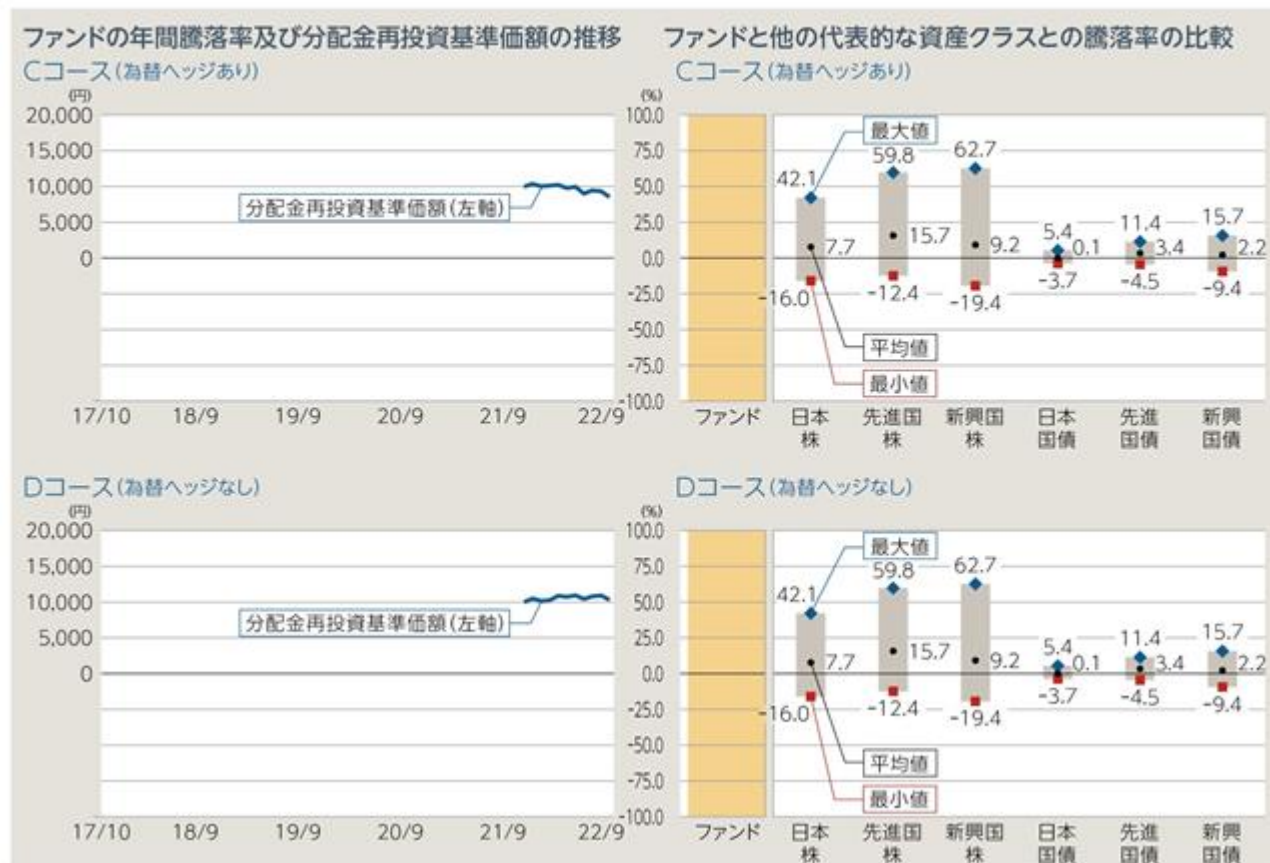 ファンドの年間騰落率及び分配金再投資基準価額の推移
Cコース(為替ヘッジあり)
(円)
20,000
15,000
10,000
5,000
0
分配金再投資基準価額(左軸)
(%)
100.0
75.0
50.0
25.0
0.0
-25.0
-50.0
-75.0
-100.0
17/10 18/9 19/9 20/9 21/9 22/9
ファンドと他の代表的な資産クラスとの騰落率の比較
Cコース(為替ヘッジあり)
最大値
42.1 59.8 62.7 5.4 11.4 15.7
7.7 15.7 9.2 0.1 3.4 2.2
-16.0 -12.4 -19.4 -3.7 -4.5 -9.4
平均値
最小値
ファンド 日本株 先進国株 新興国株 日本国債 先進国債 新興国債
Dコース(為替ヘッジなし)
(円)
20,000
15,000
10,000
5,000
0
分配金再投資基準価額(左軸)
(%)
100.0
75.0
50.0
25.0
0.0
-25.0
-50.0
-75.0
-100.0
17/10 18/9 19/9 20/9 21/9 22/9
Dコース(為替ヘッジなし)
最大値
42.1 59.8 62.7 5.4 11.4 15.7
7.7 15.7 9.2 0.1 3.4 2.2
-16.0 -12.4 -19.4 -3.7 -4.5 -9.4
平均値
最小値
ファンド 日本株 先進国株 新興国株 日本国債 先進国債 新興国債